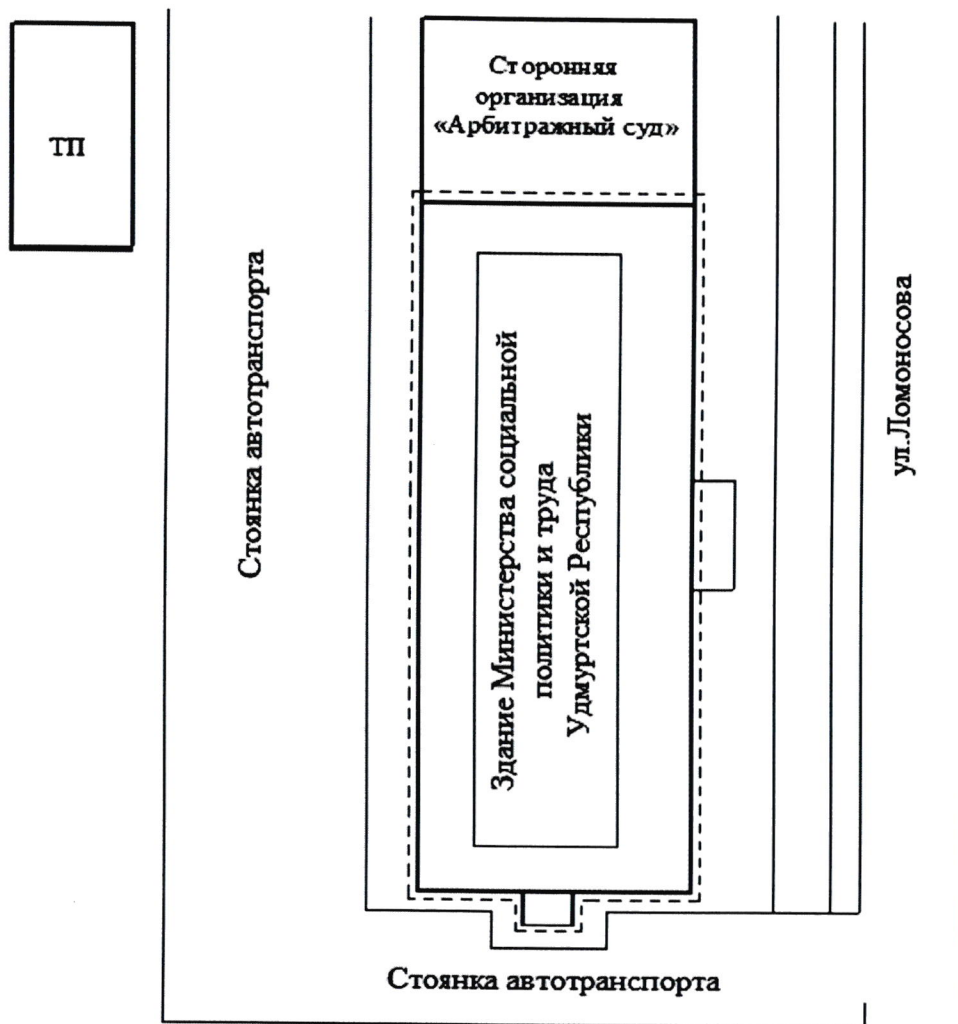 Сторонняя
организация
«Арбитражный суд»
ТП
Стоянка автотранспорта
Здание Министерства социальной
политики и труда
Удмуртской Республики
ул.Ломоносова
Стоянка автотранспорта